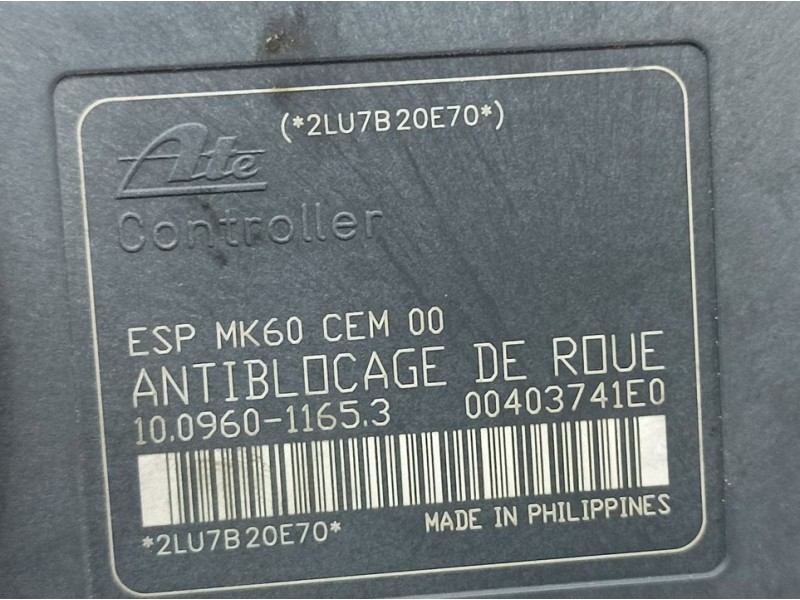 (*2LU7B20E70*)
Ate
Controller
ESP MK60 CEM 00
ANTIBLOCAGE DE ROUE
10.0960-1165.3 00403741E0
*2LU7B20E70* MADE IN PHILIPPINES